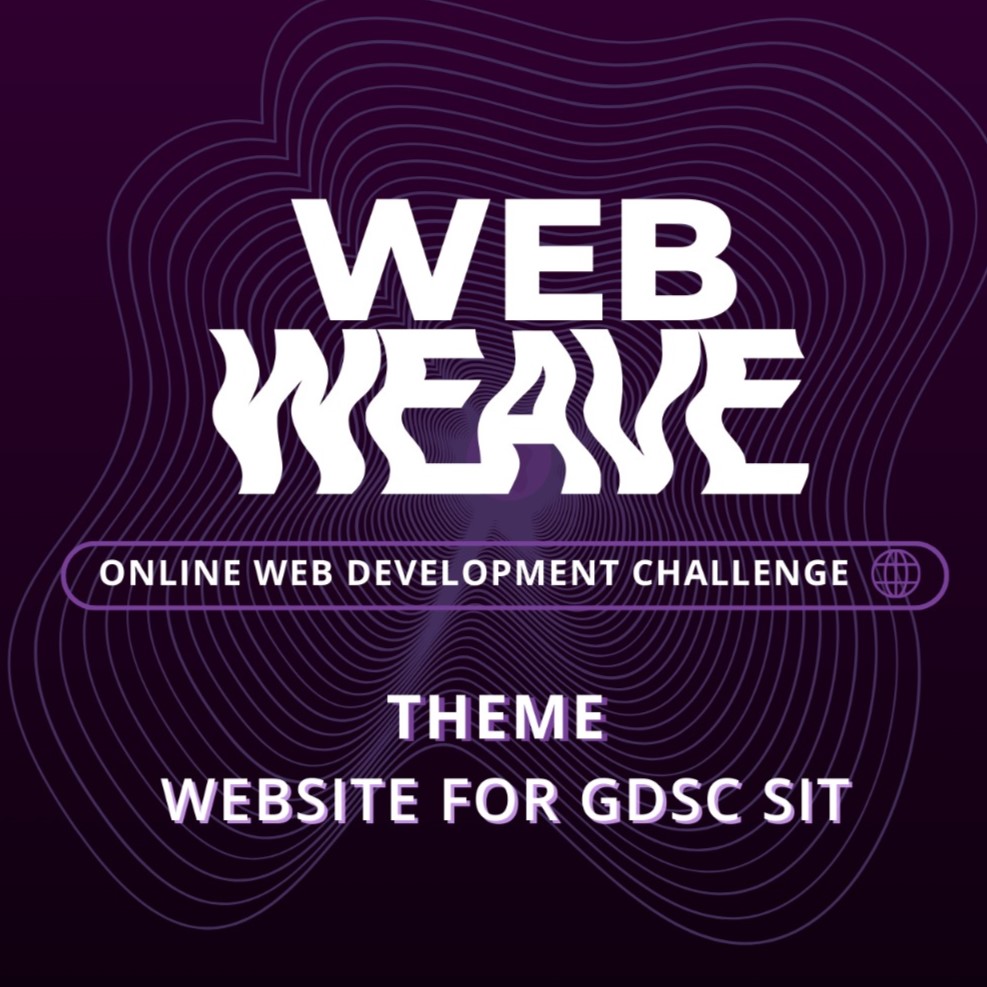 WEB
WEAVE
ONLINE WEB DEVELOPMENT CHALLENGE
THEME
WEBSITE FOR GDSC SIT